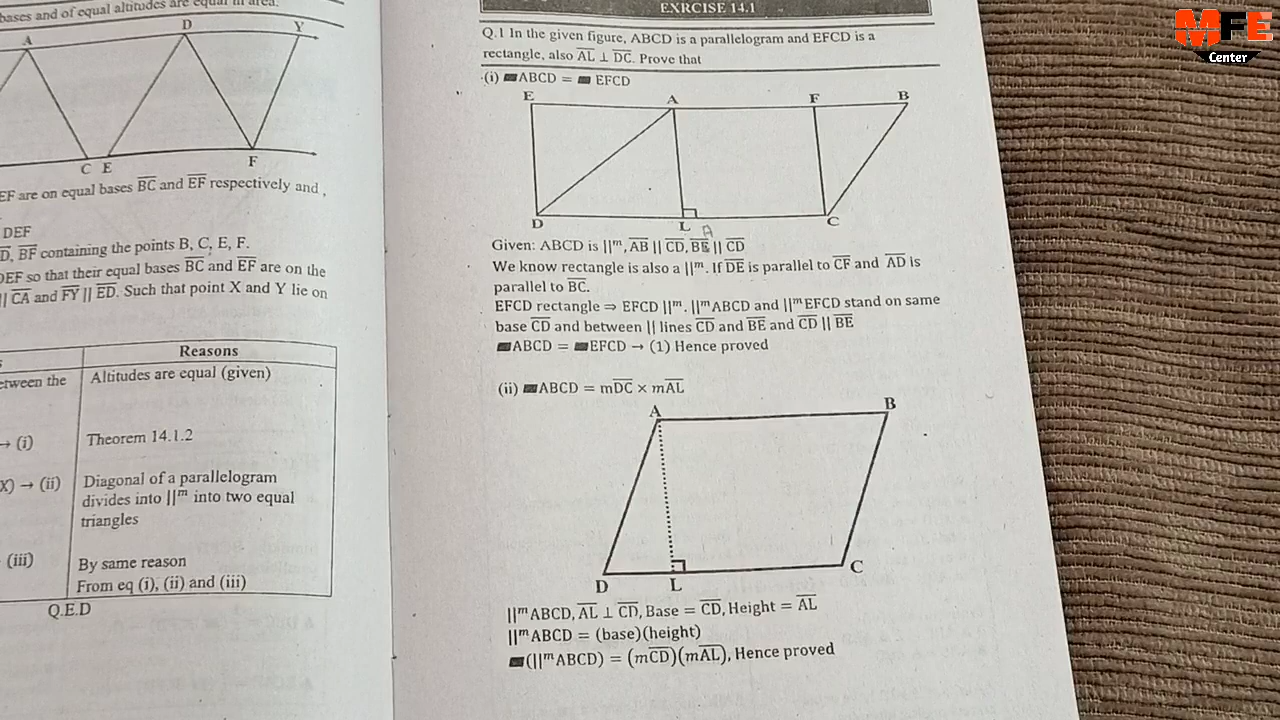 bases and of equal altitudes are equal in area.
A D Y
C E F
EF are on equal bases BC and EF respectively and ,
DEF
D, BF containing the points B, C, E, F.
DEF so that their equal bases BC and EF are on the
|| CA and FY || ED. Such that point X and Y lie on
Reasons
etween the Altitudes are equal (given)
→ (i) Theorem 14.1.2
X) → (ii) Diagonal of a parallelogram
divides into ||ᵐ into two equal
triangles
(iii) By same reason
From eq (i), (ii) and (iii)
Q.E.D
EXRCISE 14.1
Q.1 In the given figure, ABCD is a parallelogram and EFCD is a
rectangle, also AL ⊥ DC. Prove that
(i) ▰ABCD = ▰ EFCD
E A F B
D L C
A
Given: ABCD is ||ᵐ, AB || CD, BE || CD
We know rectangle is also a ||ᵐ. If DE is parallel to CF and AD is
parallel to BC.
EFCD rectangle ⇒ EFCD ||ᵐ. ||ᵐABCD and ||ᵐEFCD stand on same
base CD and between || lines CD and BE and CD || BE
▰ABCD = ▰EFCD → (1) Hence proved
(ii) ▰ABCD = mDC × mAL
A B
D L C
||ᵐABCD, AL ⊥ CD, Base = CD, Height = AL
||ᵐABCD = (base)(height)
▰(||ᵐABCD) = (mCD)(mAL), Hence proved
MFE
Center